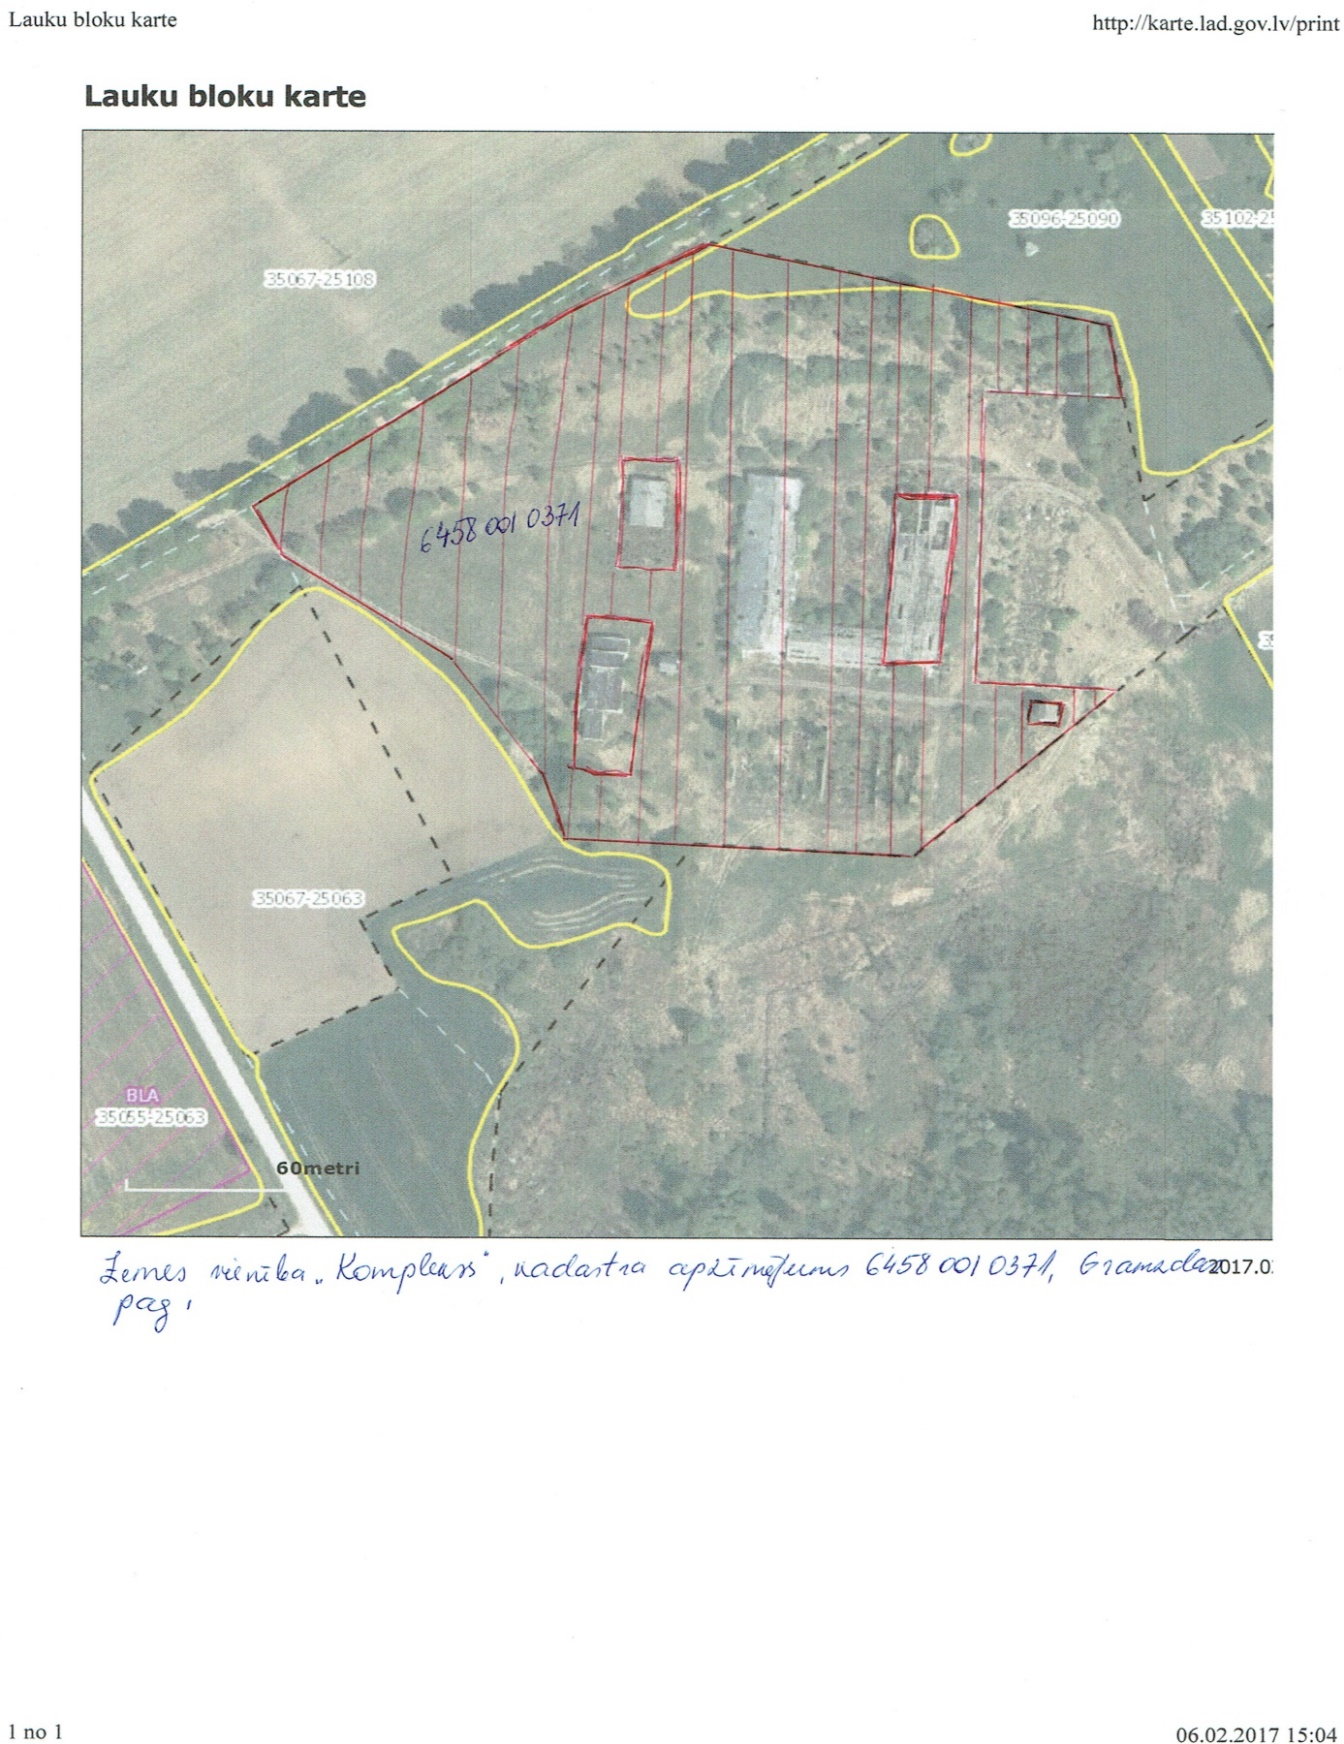 Lauku bloku karte
http://karte.lad.gov.lv/print
Lauku bloku karte
35096-25090
35102-25
35067-25108
6458 001 0371
35067-25063
BLA
35055-25063
60metri
Zemes vienība „Komplekss", kadastra apzīmējums 6458 001 0371, Gramzdas
2017.0
pag.
1 no 1
06.02.2017 15:04